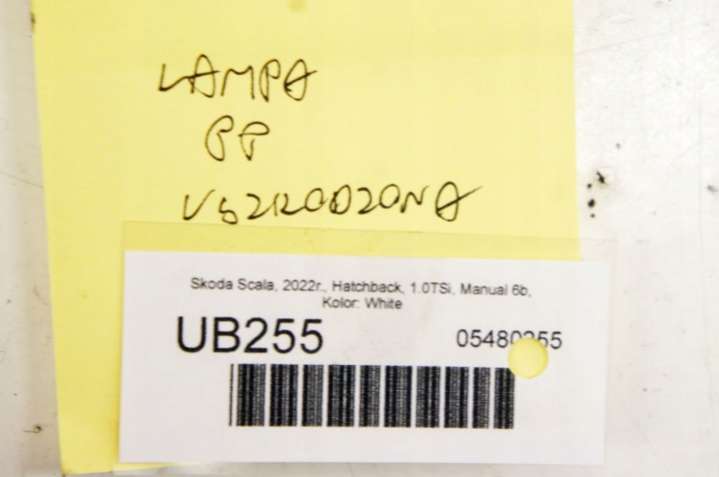 LAMPA
PP
USZKODZONA
Skoda Scala, 2022r., Hatchback, 1.0TSi, Manual 6b,
Kolor: White
UB255